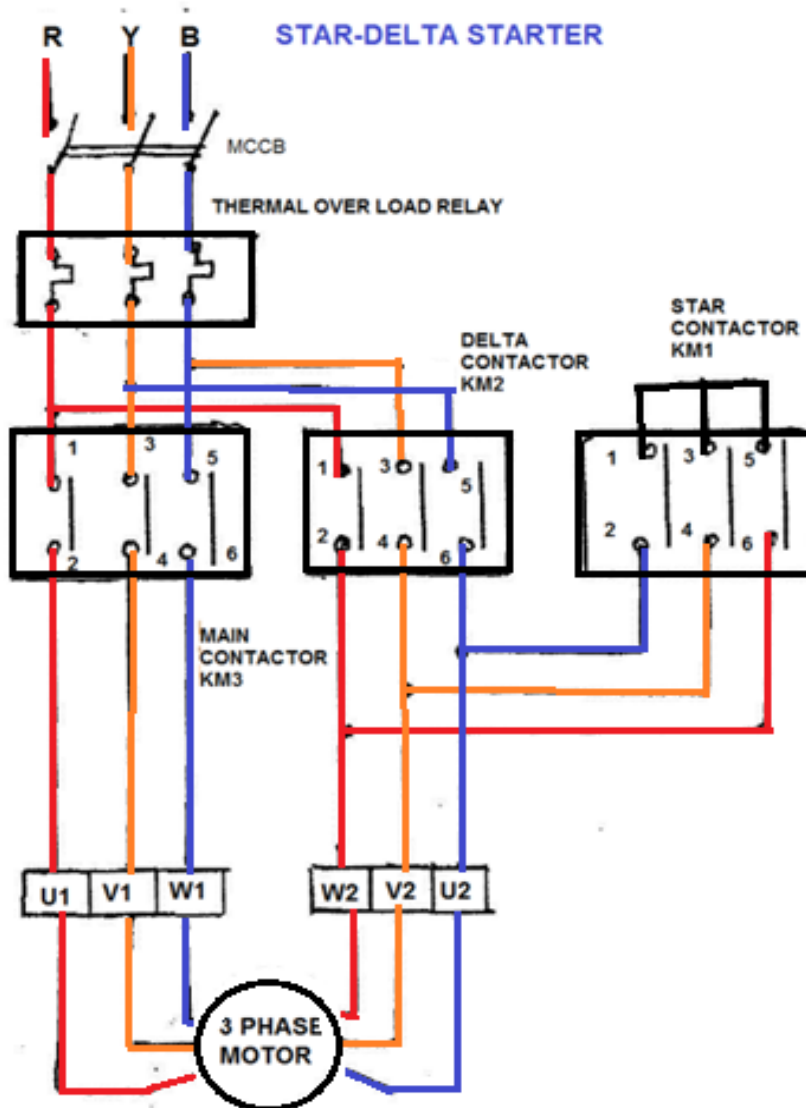 STAR-DELTA STARTER
R Y B
MCCB
THERMAL OVER LOAD RELAY
STAR
CONTACTOR
KM1
DELTA
CONTACTOR
KM2
1 3 5
2 4 6
1 3 5
2 4 6
1 3 5
2 4 6
MAIN
CONTACTOR
KM3
U1 V1 W1
W2 V2 U2
3 PHASE
MOTOR